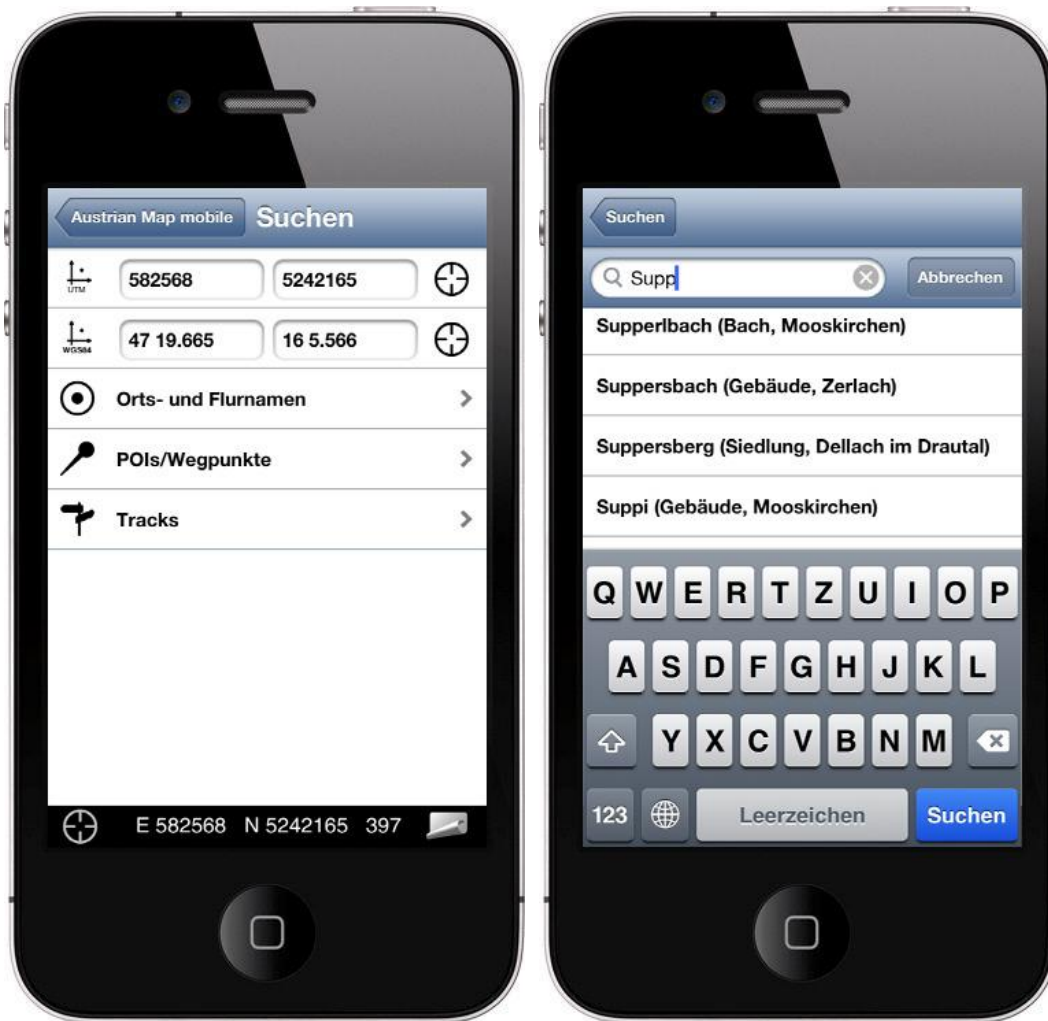 Austrian Map mobile Suchen
UTM 582568 5242165
WGS84 47 19.665 16 5.566
Orts- und Flurnamen
POIs/Wegpunkte
Tracks
E 582568 N 5242165 397
Suchen
Supp Abbrechen
Supperlbach (Bach, Mooskirchen)
Suppersbach (Gebäude, Zerlach)
Suppersberg (Siedlung, Dellach im Drautal)
Suppi (Gebäude, Mooskirchen)
Q W E R T Z U I O P
A S D F G H J K L
Y X C V B N M
123 Leerzeichen Suchen